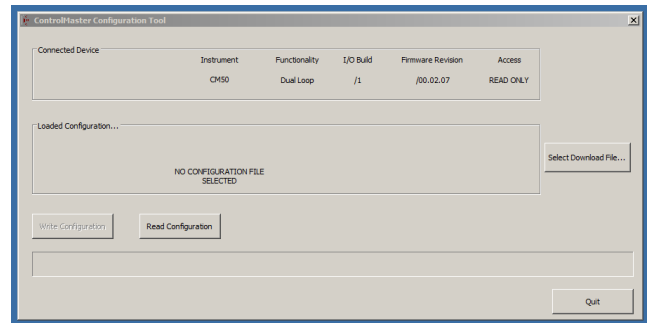 ControlMaster Configuration Tool
Connected Device
Instrument Functionality I/O Build Firmware Revision Access
CM50 Dual Loop /1 /00.02.07 READ ONLY
Loaded Configuration...
NO CONFIGURATION FILE
SELECTED
Select Download File...
Write Configuration Read Configuration
Quit